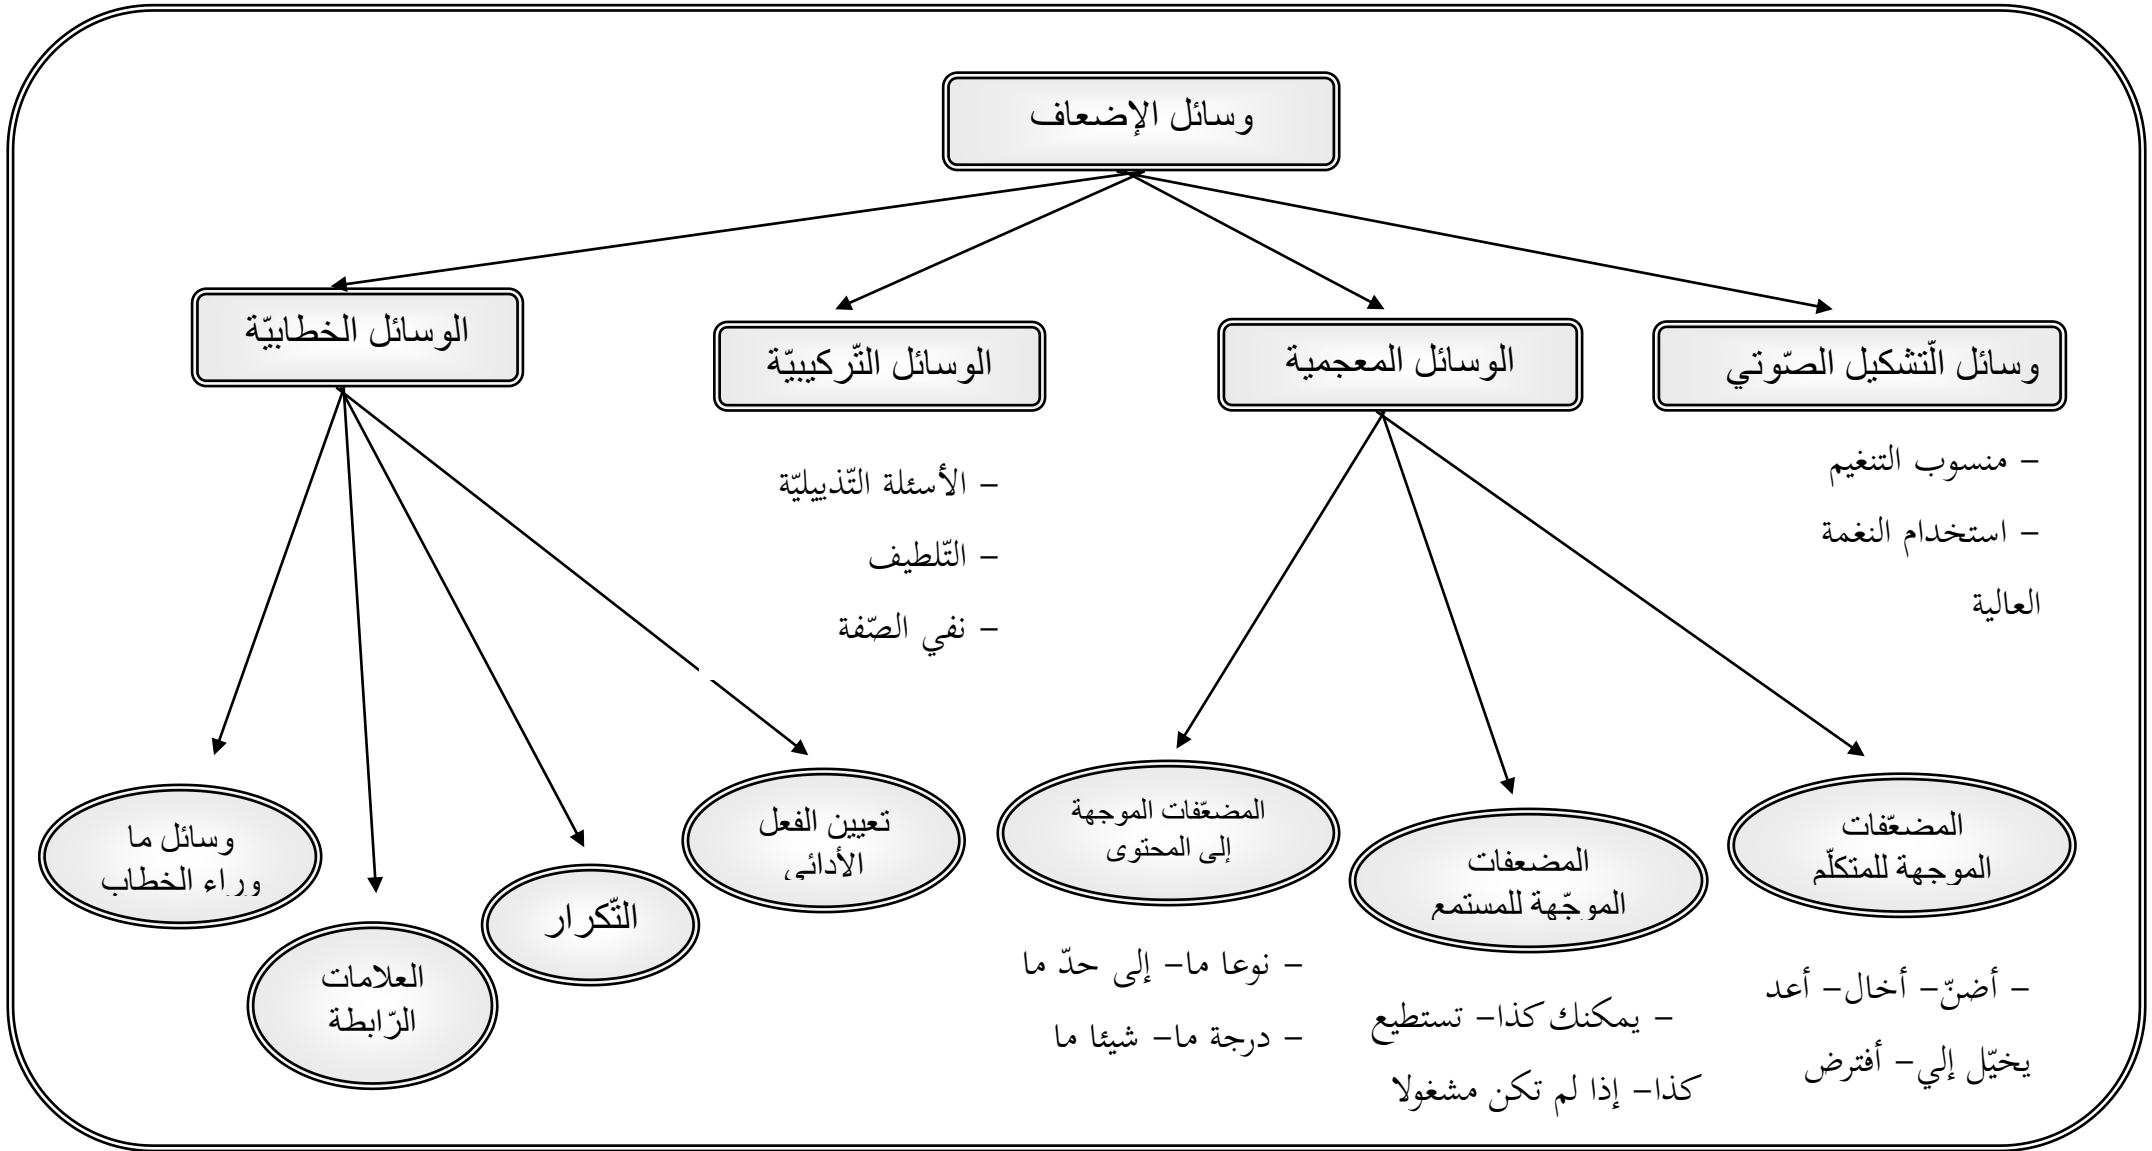 وسائل الإضعاف
وسائل الّتشكيل الصّوتي
الوسائل المعجمية
الوسائل التّركيبيّة
الوسائل الخطابيّة
– منسوب التنغيم
– استخدام النغمة
العالية
– الأسئلة التّذييليّة
– التّلطيف
– نفي الصّفة
المضعّفات
الموجهة للمتكلّم
المضعفات
الموجّهة للمستمع
المضعّفات الموجهة
إلى المحتوى
تعيين الفعل
الأدائي
التّكرار
العلامات
الرّابطة
وسائل ما
وراء الخطاب
– أضنّ– أخال– أعد
يخيّل إلي– أفترض
– يمكنك كذا– تستطيع
كذا– إذا لم تكن مشغولا
– نوعا ما– إلى حدّ ما
– درجة ما– شيئا ما